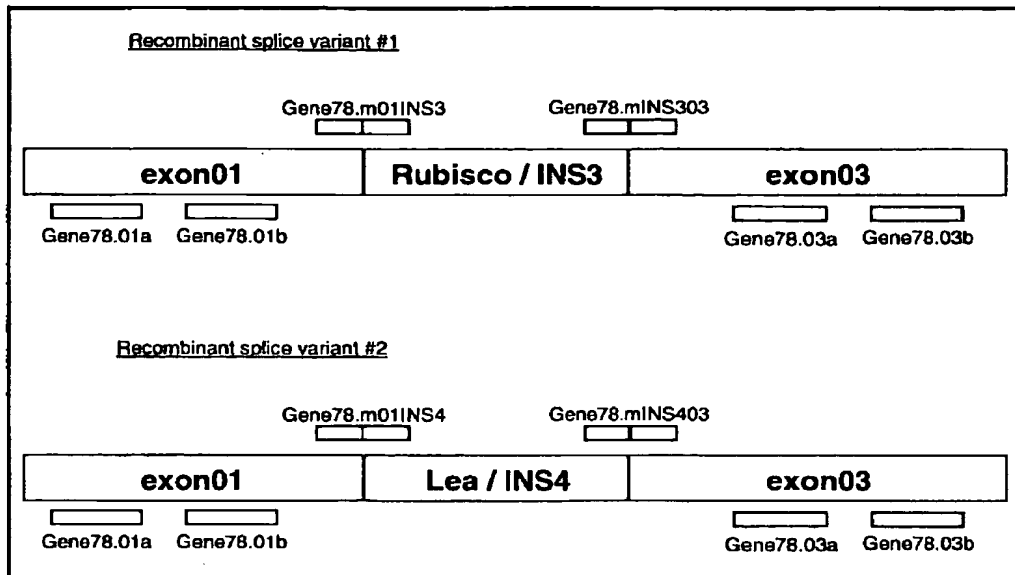 Recombinant splice variant #1
Gene78.m01INS3 Gene78.mINS303
exon01 Rubisco / INS3 exon03
Gene78.01a Gene78.01b Gene78.03a Gene78.03b
Recombinant splice variant #2
Gene78.m01INS4 Gene78.mINS403
exon01 Lea / INS4 exon03
Gene78.01a Gene78.01b Gene78.03a Gene78.03b